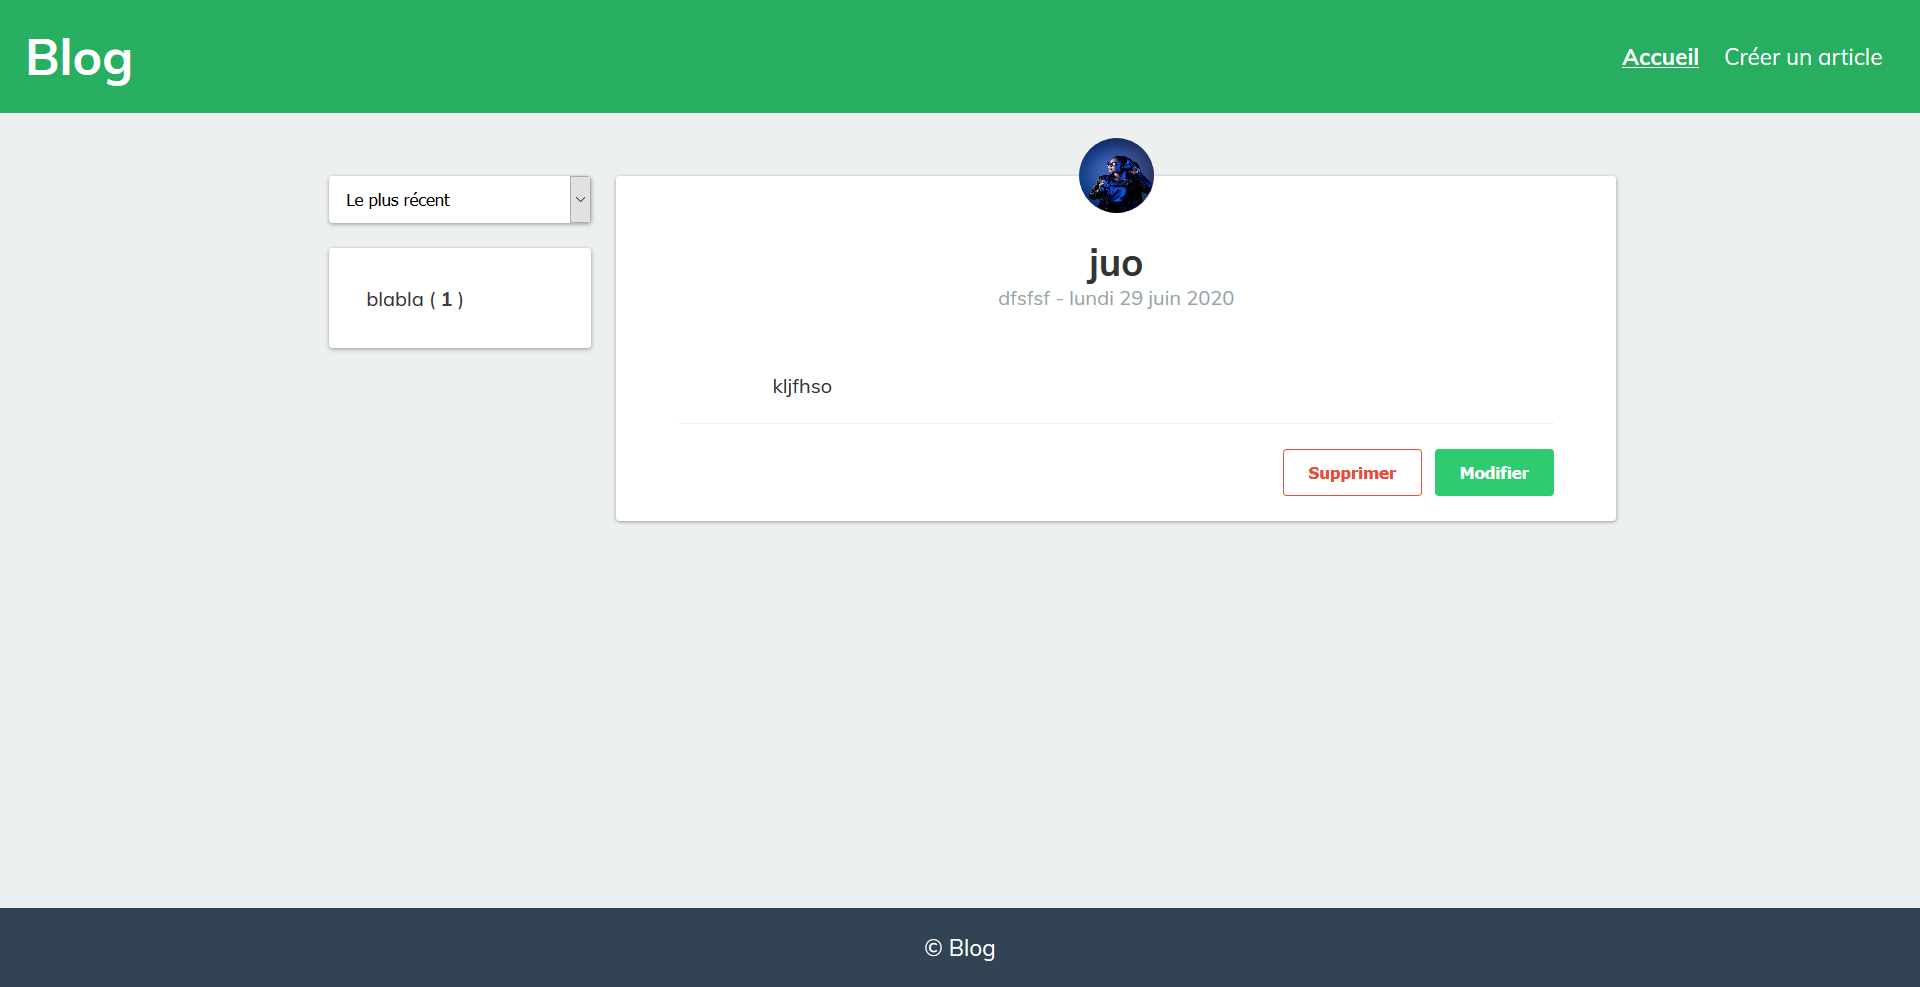 Blog
Accueil
Créer un article
Le plus récent
blabla ( 1 )
juo
dfsfsf - lundi 29 juin 2020
kljfhso
Supprimer
Modifier
© Blog